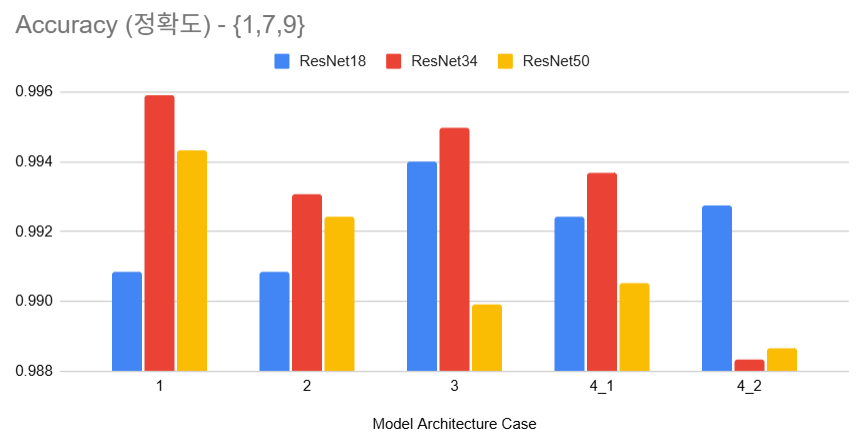 Accuracy (정확도) - {1,7,9}
ResNet18 ResNet34 ResNet50
0.996
0.994
0.992
0.990
0.988
1 2 3 4_1 4_2
Model Architecture Case